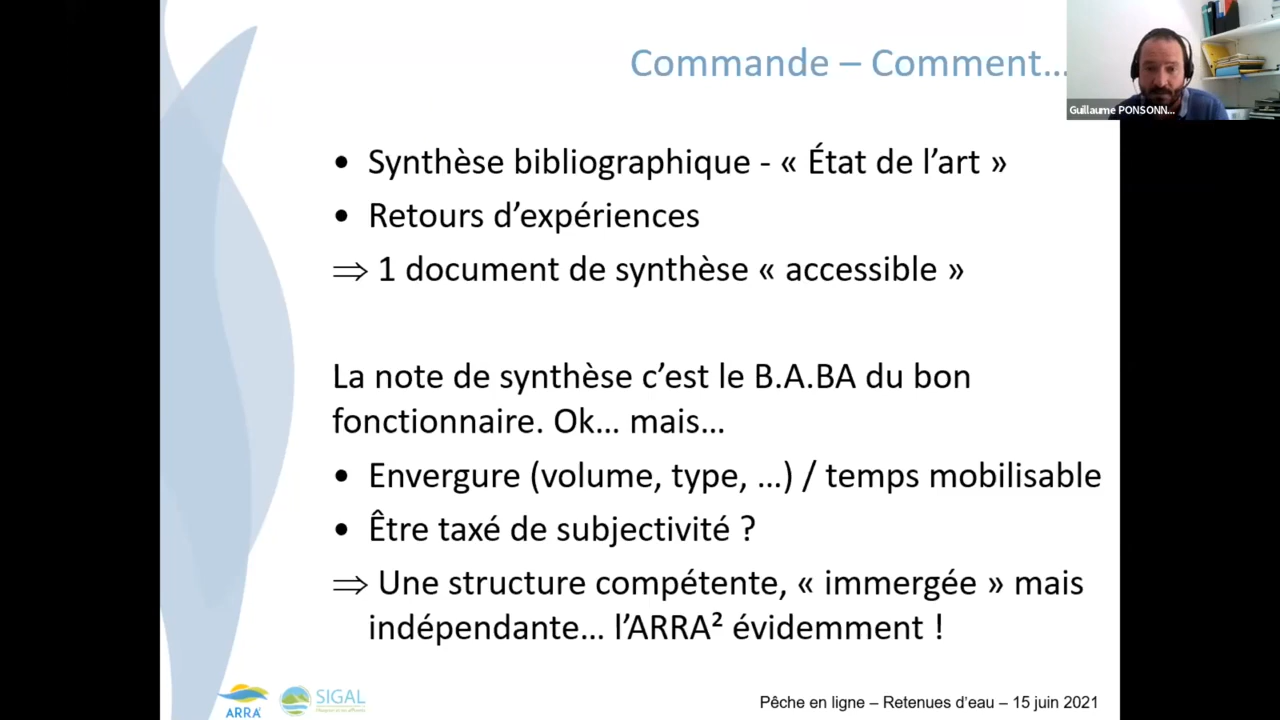 Commande – Comment...
Guillaume PONSONN...
• Synthèse bibliographique - « État de l’art »
• Retours d’expériences
⇒ 1 document de synthèse « accessible »
La note de synthèse c’est le B.A.BA du bon
fonctionnaire. Ok... mais...
• Envergure (volume, type, ...) / temps mobilisable
• Être taxé de subjectivité ?
⇒ Une structure compétente, « immergée » mais
indépendante... l’ARRA² évidemment !
ARRA²
SIGAL
Pêche en ligne – Retenues d’eau – 15 juin 2021